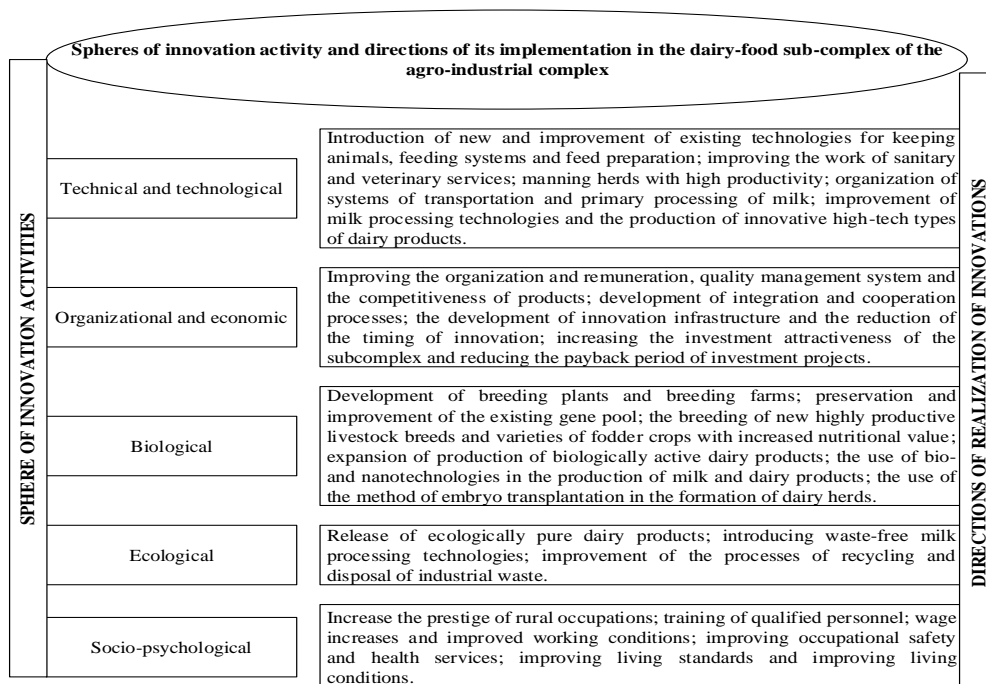 Spheres of innovation activity and directions of its implementation in the dairy-food sub-complex of the
agro-industrial complex
SPHERE OF INNOVATION ACTIVITIES
Technical and technological
Introduction of new and improvement of existing technologies for keeping
animals, feeding systems and feed preparation; improving the work of sanitary
and veterinary services; manning herds with high productivity; organization of
systems of transportation and primary processing of milk; improvement of
milk processing technologies and the production of innovative high-tech types
of dairy products.
Organizational and economic
Improving the organization and remuneration, quality management system and
the competitiveness of products; development of integration and cooperation
processes; the development of innovation infrastructure and the reduction of
the timing of innovation; increasing the investment attractiveness of the
subcomplex and reducing the payback period of investment projects.
Biological
Development of breeding plants and breeding farms; preservation and
improvement of the existing gene pool; the breeding of new highly productive
livestock breeds and varieties of fodder crops with increased nutritional value;
expansion of production of biologically active dairy products; the use of bio-
and nanotechnologies in the production of milk and dairy products; the use of
the method of embryo transplantation in the formation of dairy herds.
Ecological
Release of ecologically pure dairy products; introducing waste-free milk
processing technologies; improvement of the processes of recycling and
disposal of industrial waste.
Socio-psychological
Increase the prestige of rural occupations; training of qualified personnel; wage
increases and improved working conditions; improving occupational safety
and health services; improving living standards and improving living
conditions.
DIRECTIONS OF REALIZATION OF INNOVATIONS